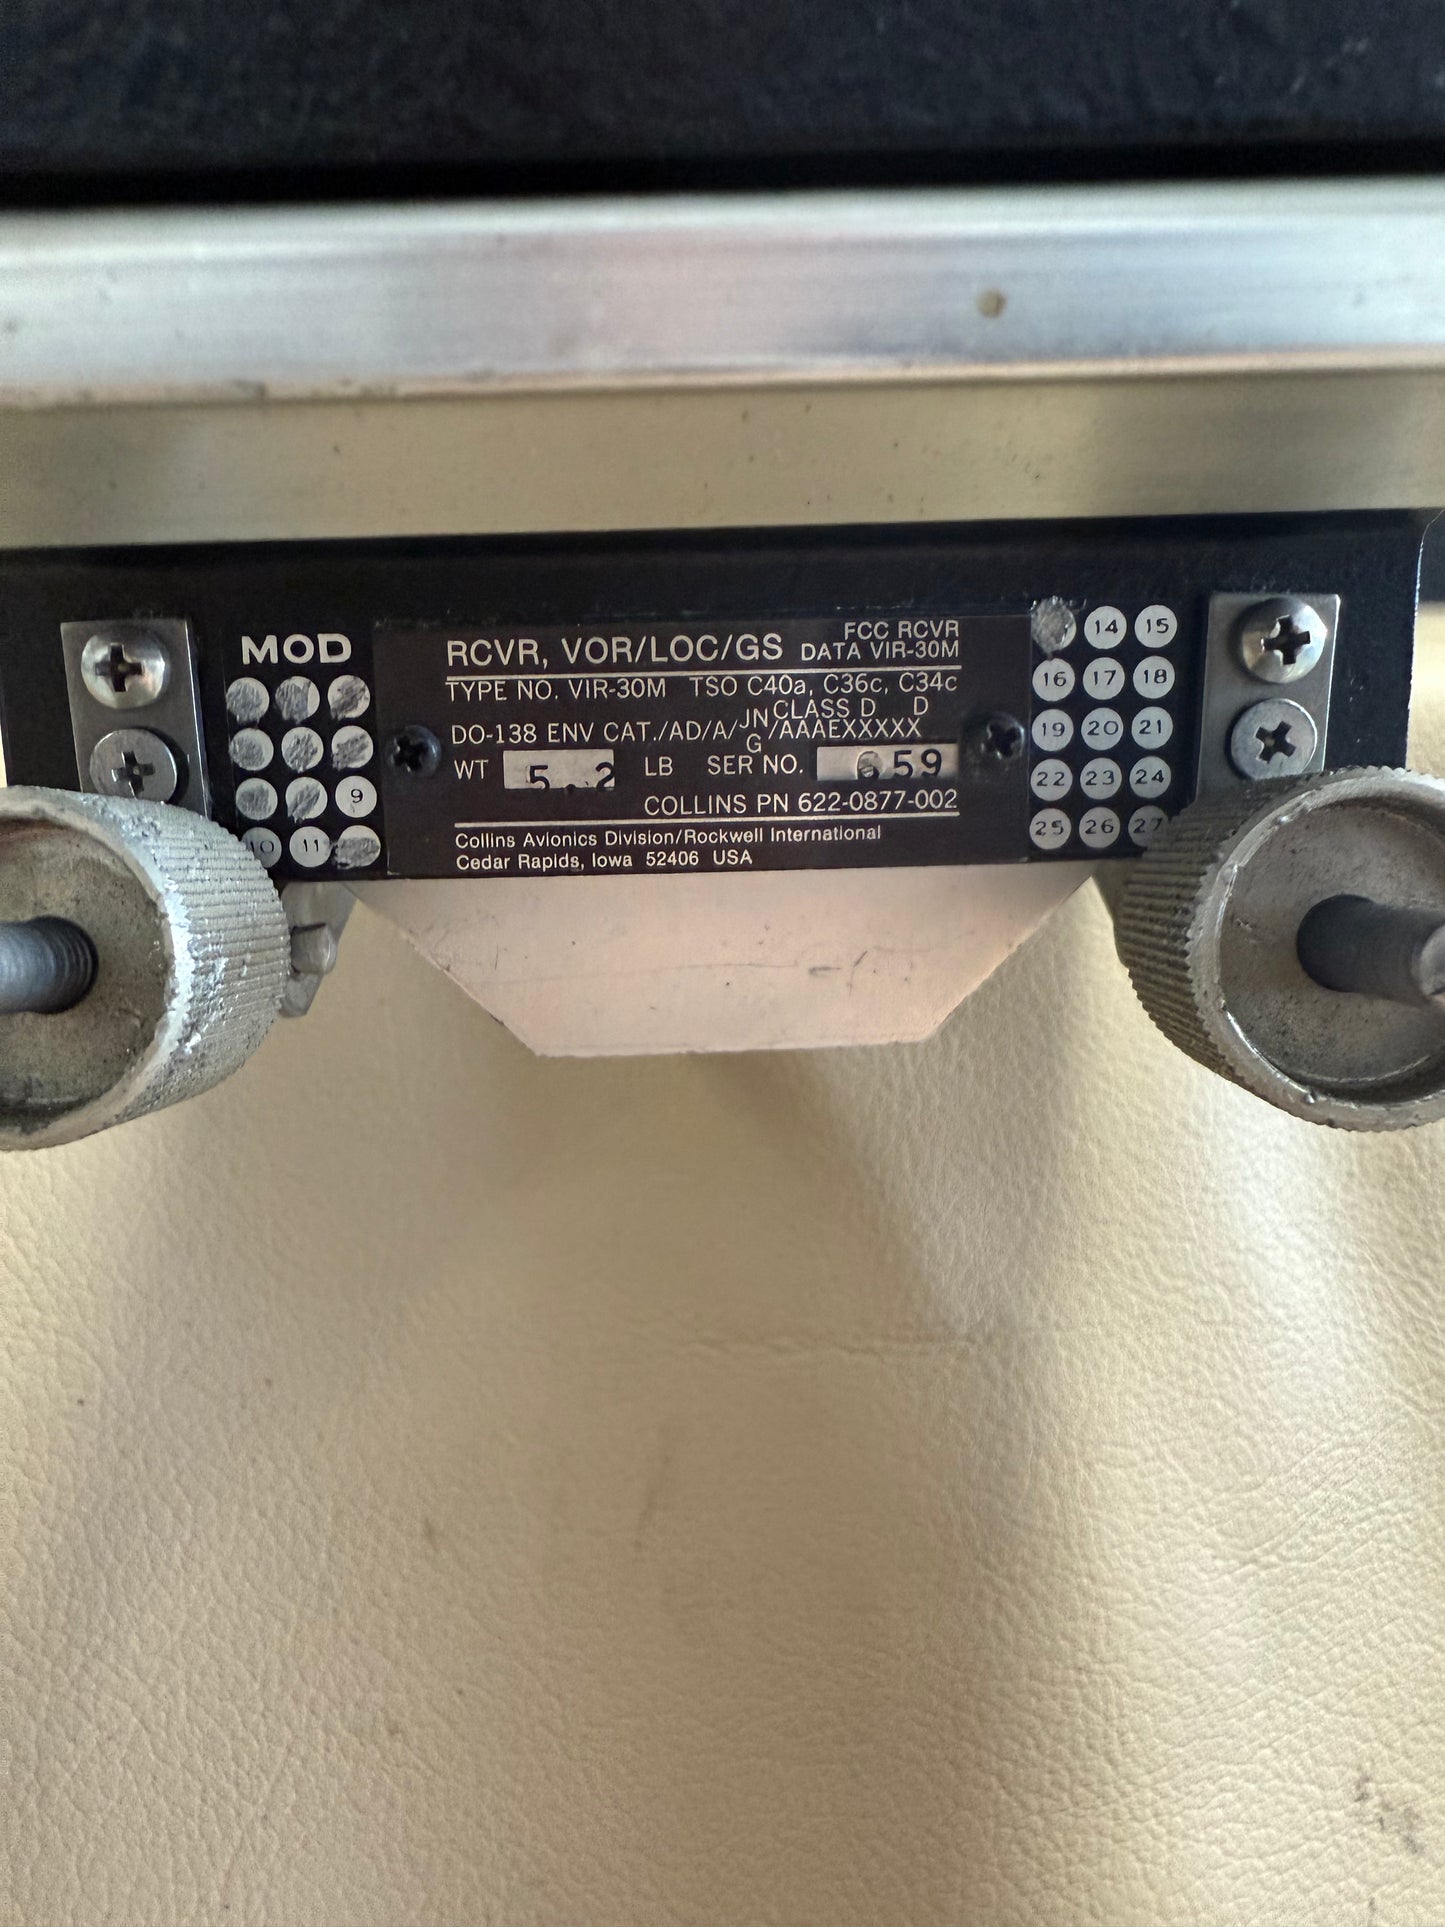 MOD
9
10 11
RCVR, VOR/LOC/GS FCC RCVR DATA VIR-30M
TYPE NO. VIR-30M TSO C40a, C36c, C34c
CLASS D D
DO-138 ENV CAT./AD/A/JNG/AAAEXXXXX
WT 5.2 LB SER NO. 659
COLLINS PN 622-0877-002
Collins Avionics Division/Rockwell International
Cedar Rapids, Iowa 52406 USA
14 15
16 17 18
19 20 21
22 23 24
25 26 27